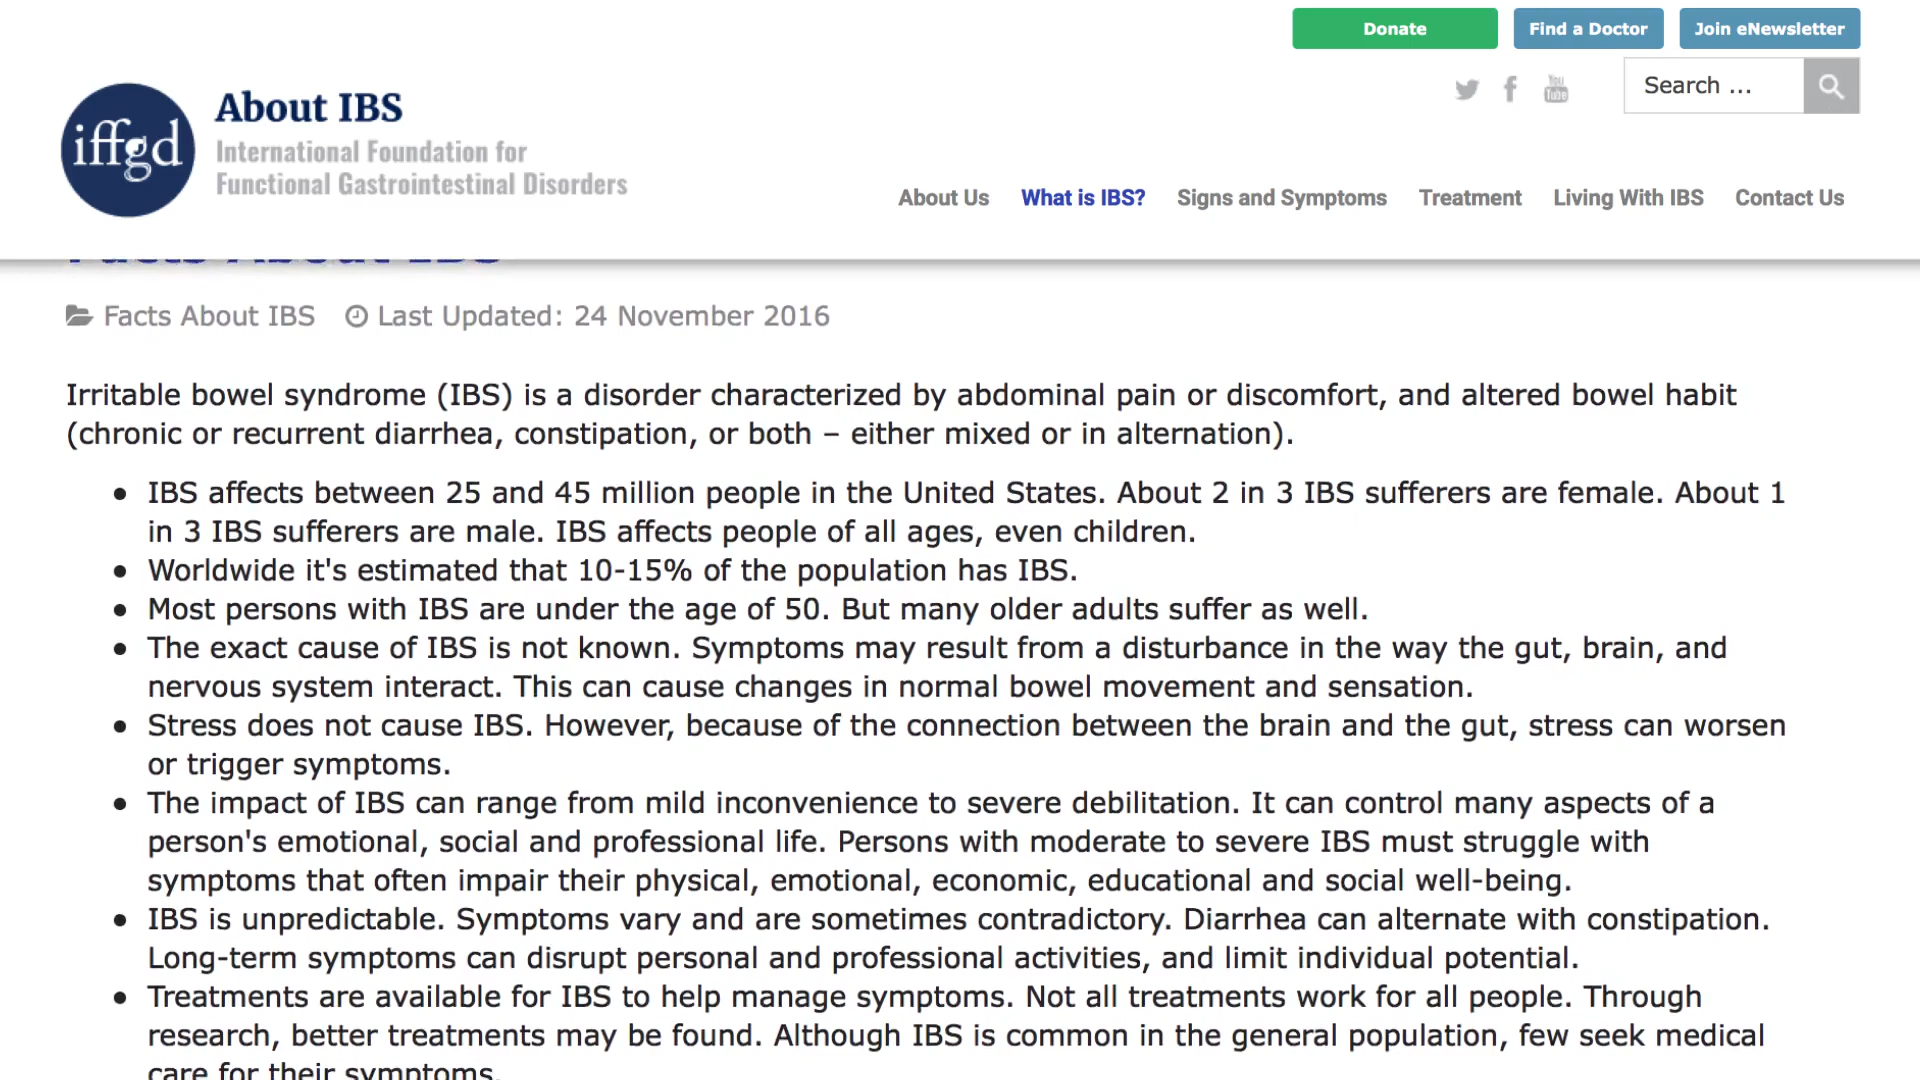 Donate
Find a Doctor
Join eNewsletter
Search ...
You
Tube
iffgd
About IBS
International Foundation for
Functional Gastrointestinal Disorders
About Us
What is IBS?
Signs and Symptoms
Treatment
Living With IBS
Contact Us
Facts About IBS
Facts About IBS
Last Updated: 24 November 2016
Irritable bowel syndrome (IBS) is a disorder characterized by abdominal pain or discomfort, and altered bowel habit
(chronic or recurrent diarrhea, constipation, or both – either mixed or in alternation).
• IBS affects between 25 and 45 million people in the United States. About 2 in 3 IBS sufferers are female. About 1
in 3 IBS sufferers are male. IBS affects people of all ages, even children.
• Worldwide it's estimated that 10-15% of the population has IBS.
• Most persons with IBS are under the age of 50. But many older adults suffer as well.
• The exact cause of IBS is not known. Symptoms may result from a disturbance in the way the gut, brain, and
nervous system interact. This can cause changes in normal bowel movement and sensation.
• Stress does not cause IBS. However, because of the connection between the brain and the gut, stress can worsen
or trigger symptoms.
• The impact of IBS can range from mild inconvenience to severe debilitation. It can control many aspects of a
person's emotional, social and professional life. Persons with moderate to severe IBS must struggle with
symptoms that often impair their physical, emotional, economic, educational and social well-being.
• IBS is unpredictable. Symptoms vary and are sometimes contradictory. Diarrhea can alternate with constipation.
Long-term symptoms can disrupt personal and professional activities, and limit individual potential.
• Treatments are available for IBS to help manage symptoms. Not all treatments work for all people. Through
research, better treatments may be found. Although IBS is common in the general population, few seek medical
care for their symptoms.